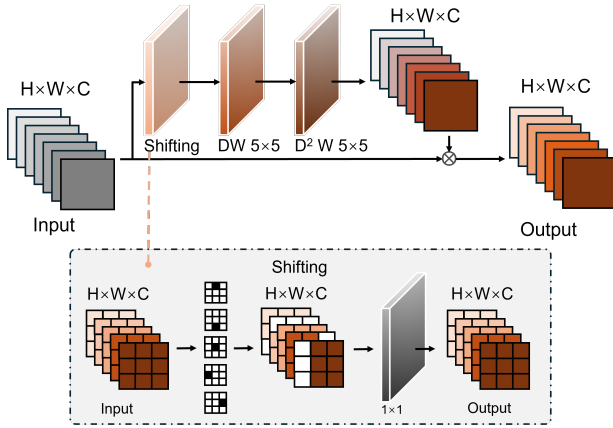 H×W×C
H×W×C
H×W×C
Shifting
DW 5×5
D² W 5×5
Input
Output
Shifting
H×W×C
H×W×C
H×W×C
Input
1×1
Output